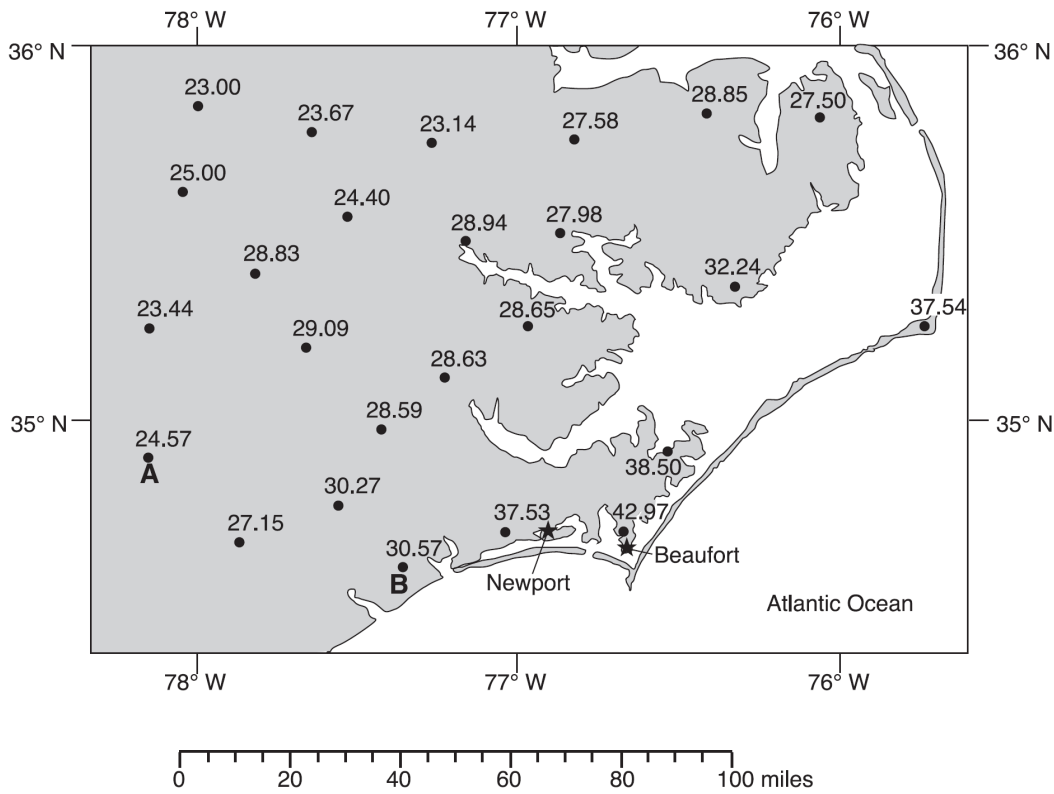 78° W 77° W 76° W
36° N 36° N
23.00
28.85
27.50
23.67
23.14
27.58
25.00
24.40
27.98
28.94
28.83
32.24
23.44
28.65
37.54
29.09
28.63
28.59
35° N 35° N
24.57
A
38.50
30.27
37.53
42.97
27.15
30.57
B
Beaufort
Newport
Atlantic Ocean
78° W 77° W 76° W
0 20 40 60 80 100 miles